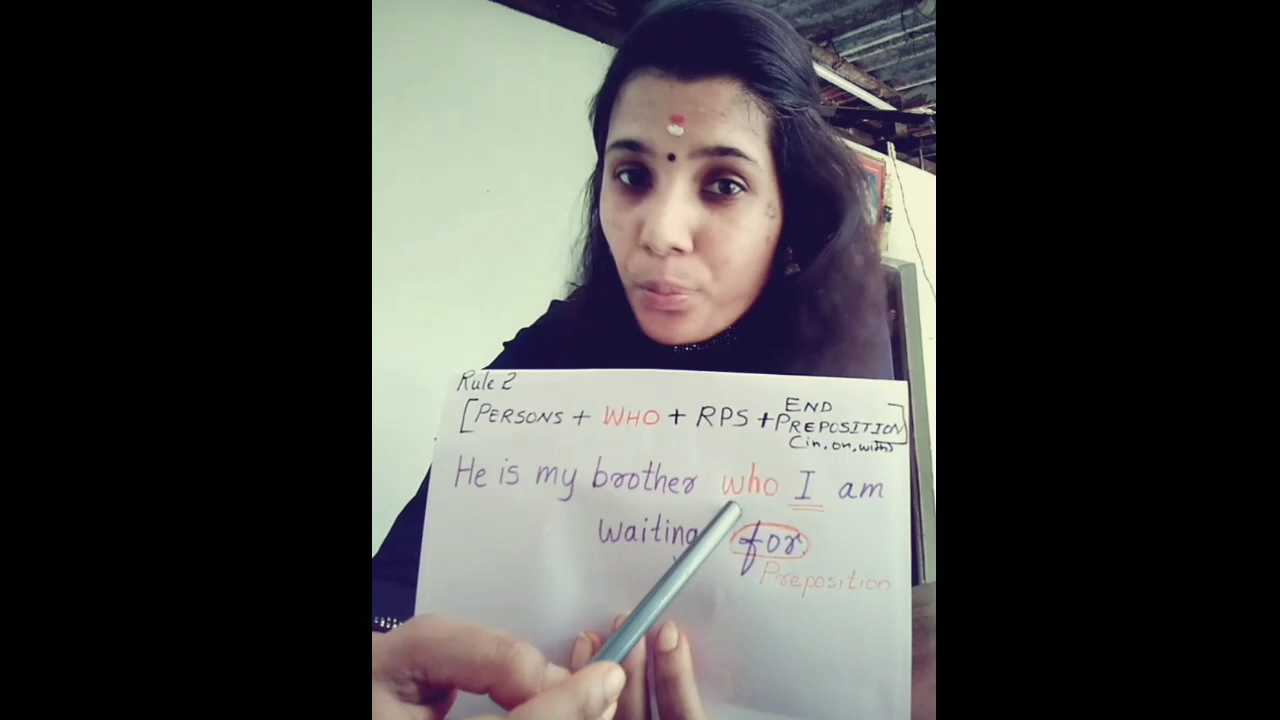 Rule 2
[PERSONS + WHO + RPS + END PREPOSITION]
(in, on, with)
He is my brother who I am
waiting for.
Preposition